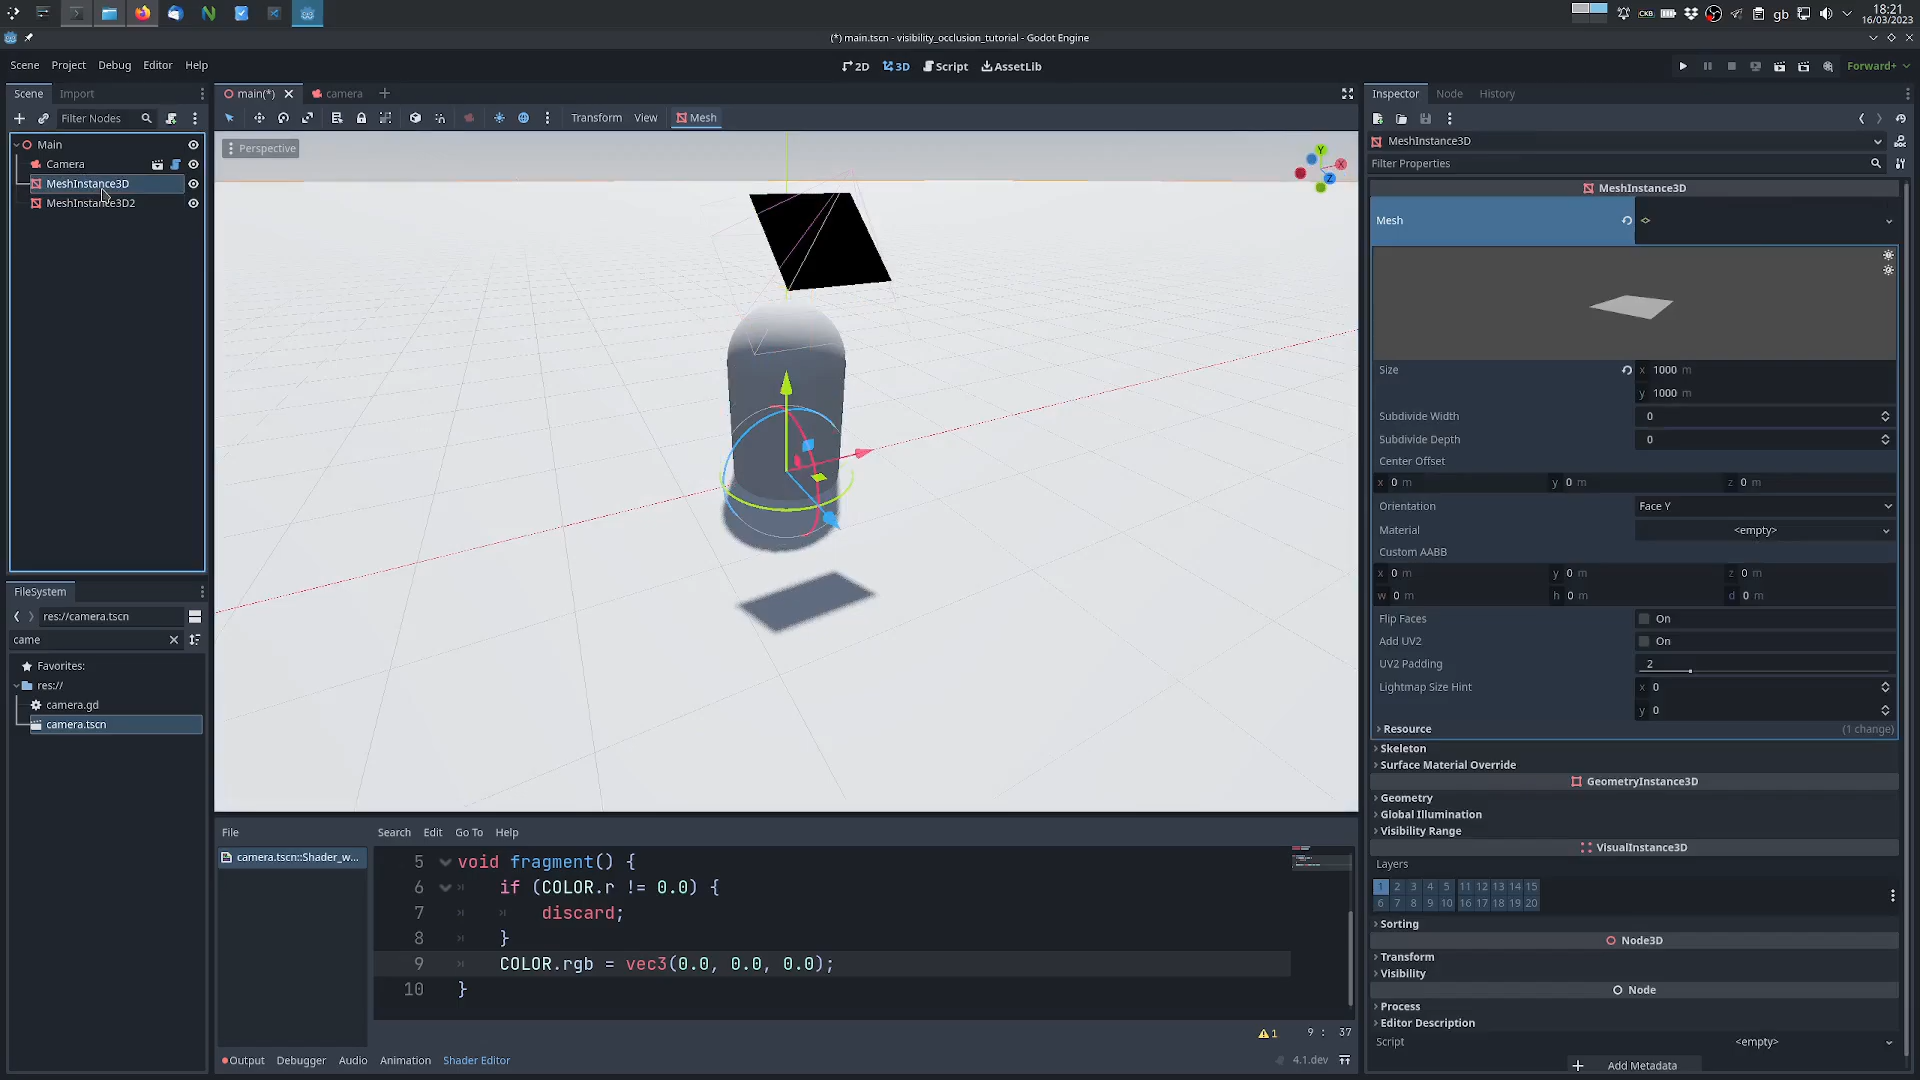 CKB
gb
18:21
16/03/2023
(*) main.tscn - visibility_occlusion_tutorial - Godot Engine
Scene Project Debug Editor Help
2D 3D Script AssetLib
Forward+
Scene Import
main(*) camera
Inspector Node History
Filter Nodes
Transform View Mesh
Main
Camera
MeshInstance3D
MeshInstance3D2
Perspective
Y
X
Z
MeshInstance3D
Filter Properties
MeshInstance3D
Mesh
Size x 1000 m
y 1000 m
Subdivide Width 0
Subdivide Depth 0
Center Offset
x 0 m y 0 m z 0 m
Orientation Face Y
Material <empty>
Custom AABB
x 0 m y 0 m z 0 m
w 0 m h 0 m d 0 m
Flip Faces On
Add UV2 On
UV2 Padding 2
Lightmap Size Hint x 0
y 0
Resource (1 change)
Skeleton
Surface Material Override
GeometryInstance3D
Geometry
Global Illumination
Visibility Range
VisualInstance3D
Layers
1 2 3 4 5 11 12 13 14 15
6 7 8 9 10 16 17 18 19 20
Sorting
Node3D
Transform
Visibility
Node
Process
Editor Description
Script <empty>
Add Metadata
FileSystem
res://camera.tscn
came
Favorites:
res://
camera.gd
camera.tscn
File Search Edit Go To Help
camera.tscn::Shader_w...
5 void fragment() {
6 if (COLOR.r != 0.0) {
7 discard;
8 }
9 COLOR.rgb = vec3(0.0, 0.0, 0.0);
10 }
1 9 : 37
Output Debugger Audio Animation Shader Editor
4.1.dev